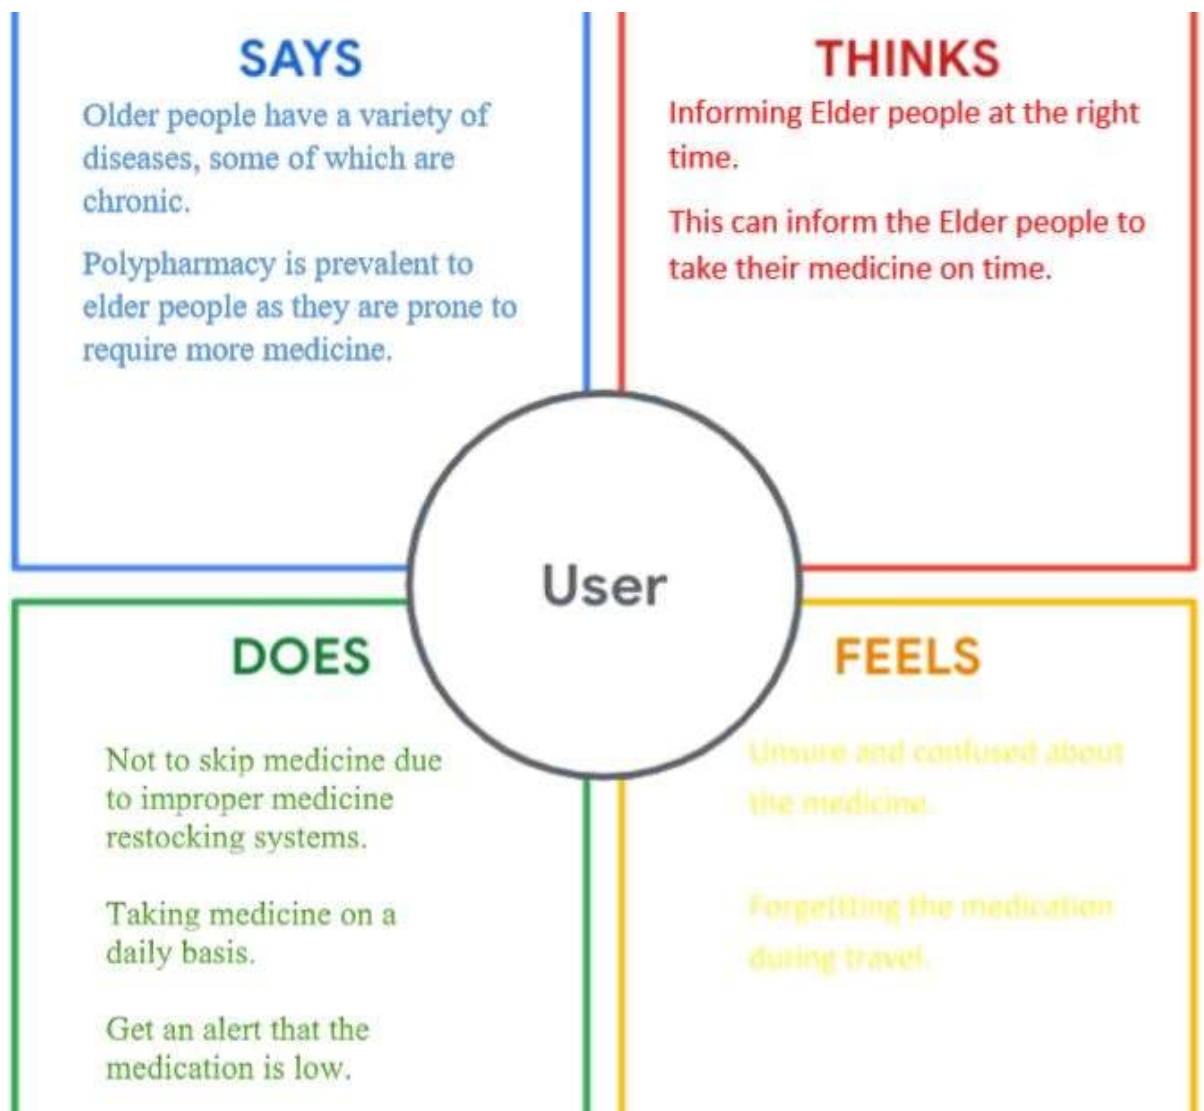 SAYS
Older people have a variety of
diseases, some of which are
chronic.
Polypharmacy is prevalent to
elder people as they are prone to
require more medicine.
THINKS
Informing Elder people at the right
time.
This can inform the Elder people to
take their medicine on time.
User
DOES
Not to skip medicine due
to improper medicine
restocking systems.
Taking medicine on a
daily basis.
Get an alert that the
medication is low.
FEELS
Unsure and confused about
the medicine.
Forgettting the medication
during travel.